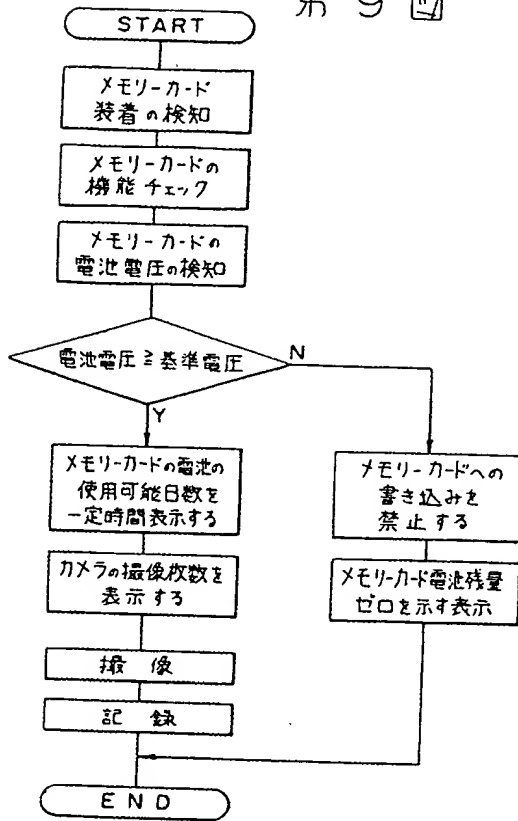 第9図
START
メモリーカード
装着の検知
メモリーカードの
機能チェック
メモリーカードの
電池電圧の検知
電池電圧≧基準電圧
N
Y
メモリーカードの電池の
使用可能日数を
一定時間表示する
カメラの撮像枚数を
表示する
撮像
記録
メモリーカードへの
書き込みを
禁止する
メモリーカード電池残量
ゼロを示す表示
END